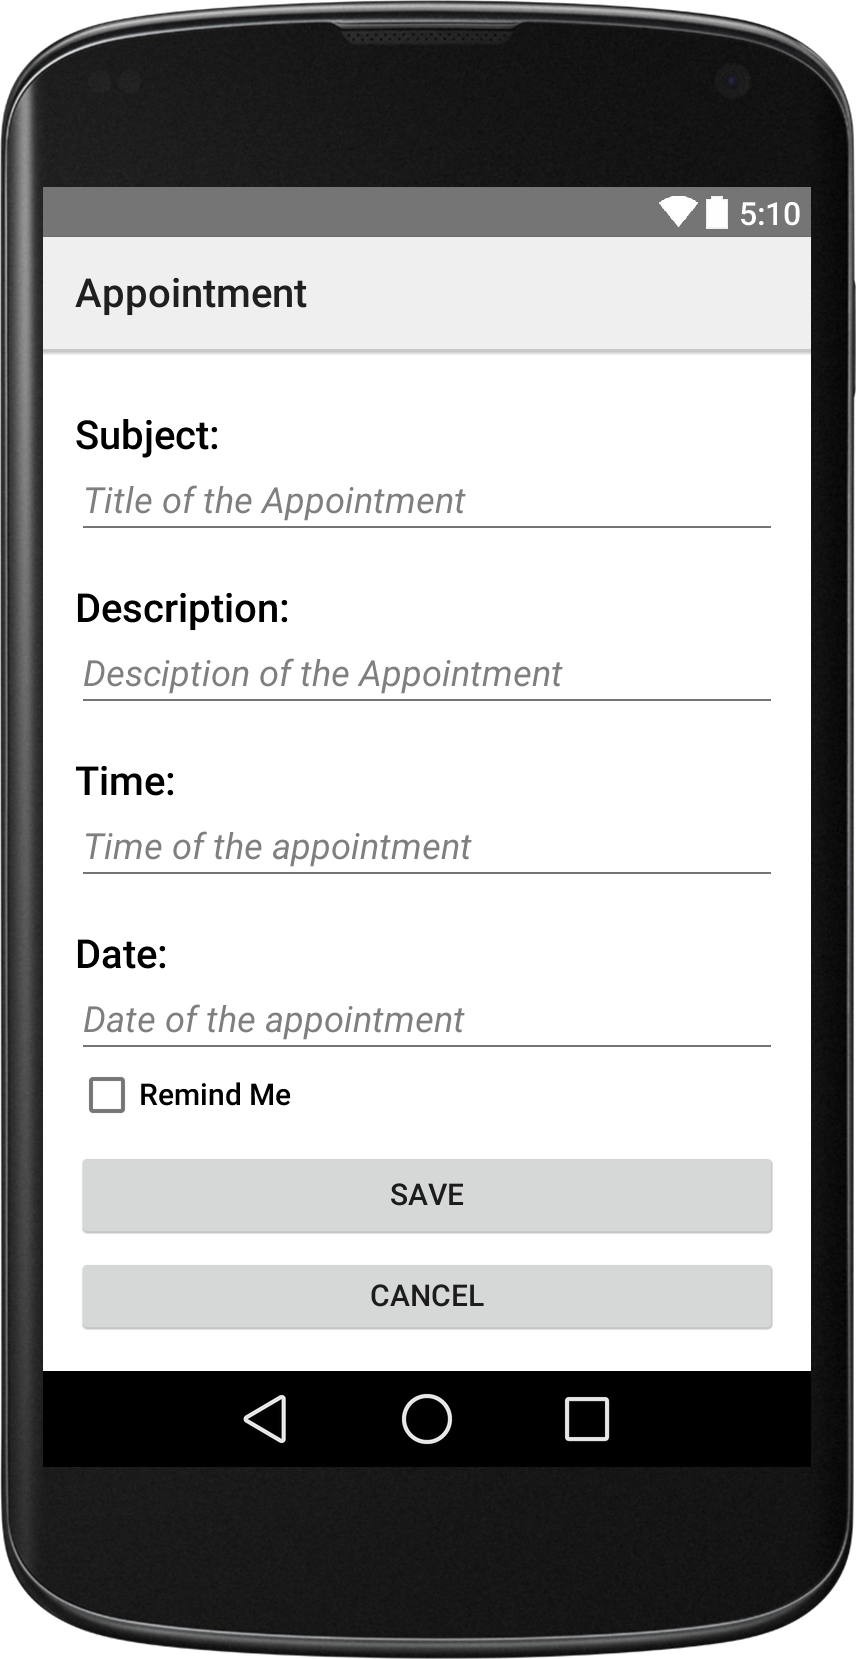 5:10
Appointment
Subject:
Title of the Appointment
Description:
Desciption of the Appointment
Time:
Time of the appointment
Date:
Date of the appointment
Remind Me
SAVE
CANCEL